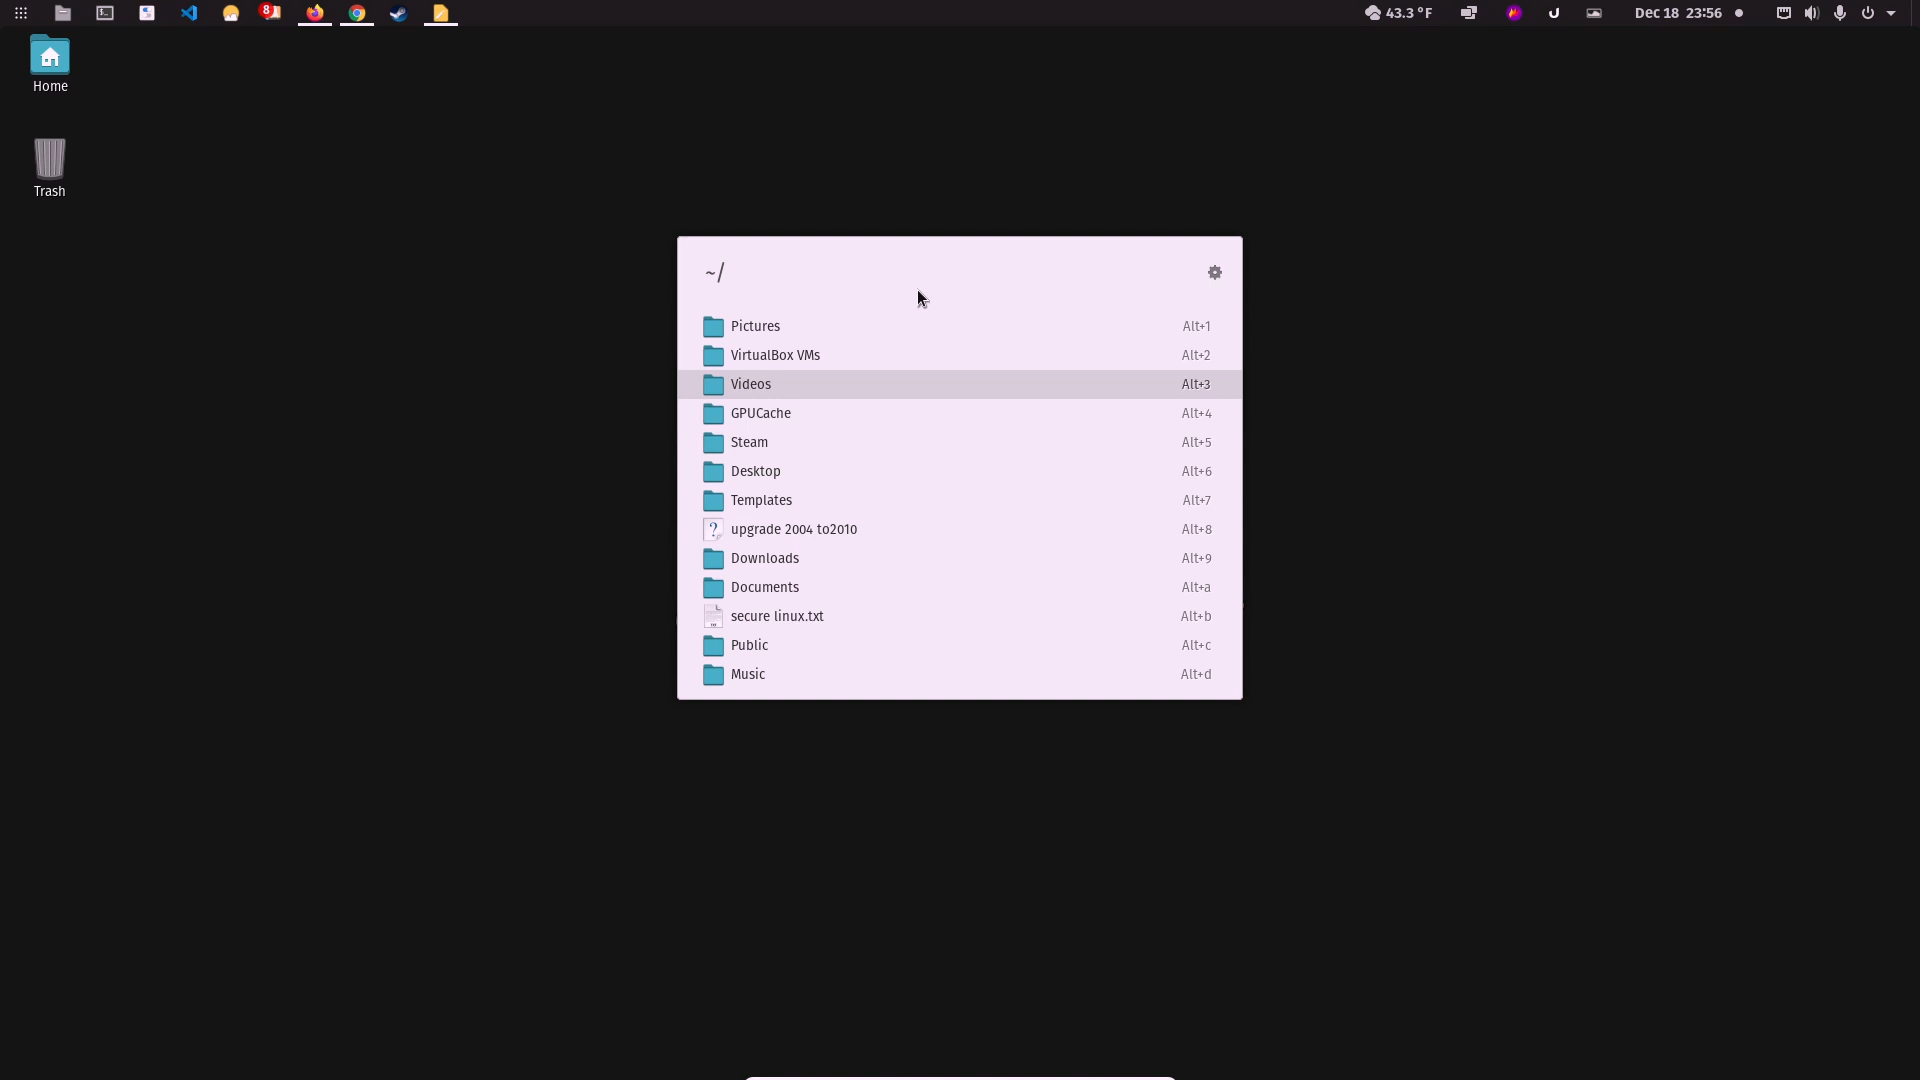 8
43.3 °F
Dec 18 23:56
Home
Trash
~/
Pictures Alt+1
VirtualBox VMs Alt+2
Videos Alt+3
GPUCache Alt+4
Steam Alt+5
Desktop Alt+6
Templates Alt+7
upgrade 2004 to2010 Alt+8
Downloads Alt+9
Documents Alt+a
secure linux.txt Alt+b
Public Alt+c
Music Alt+d